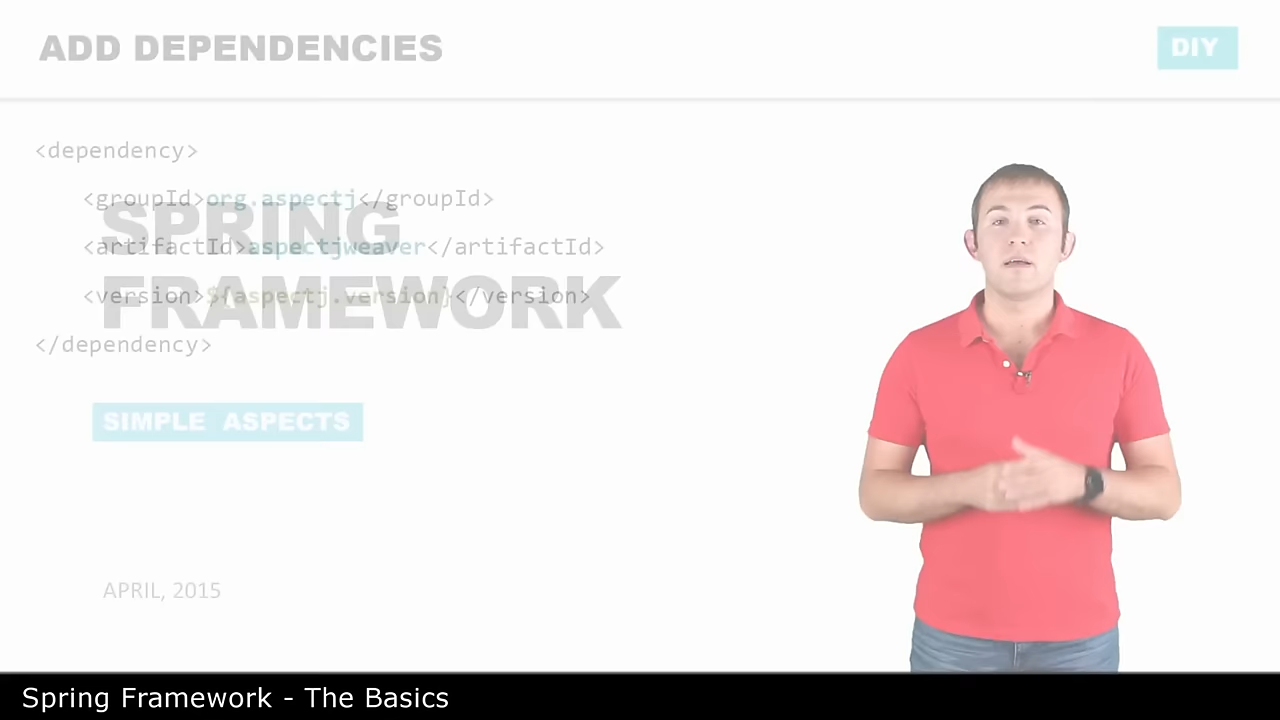 ADD DEPENDENCIES
DIY
<dependency>
<groupId>org.aspectj</groupId>
SPRING
<artifactId>aspectjweaver</artifactId>
<version>${aspectj.version}</version>
FRAMEWORK
</dependency>
SIMPLE ASPECTS
APRIL, 2015
Spring Framework - The Basics